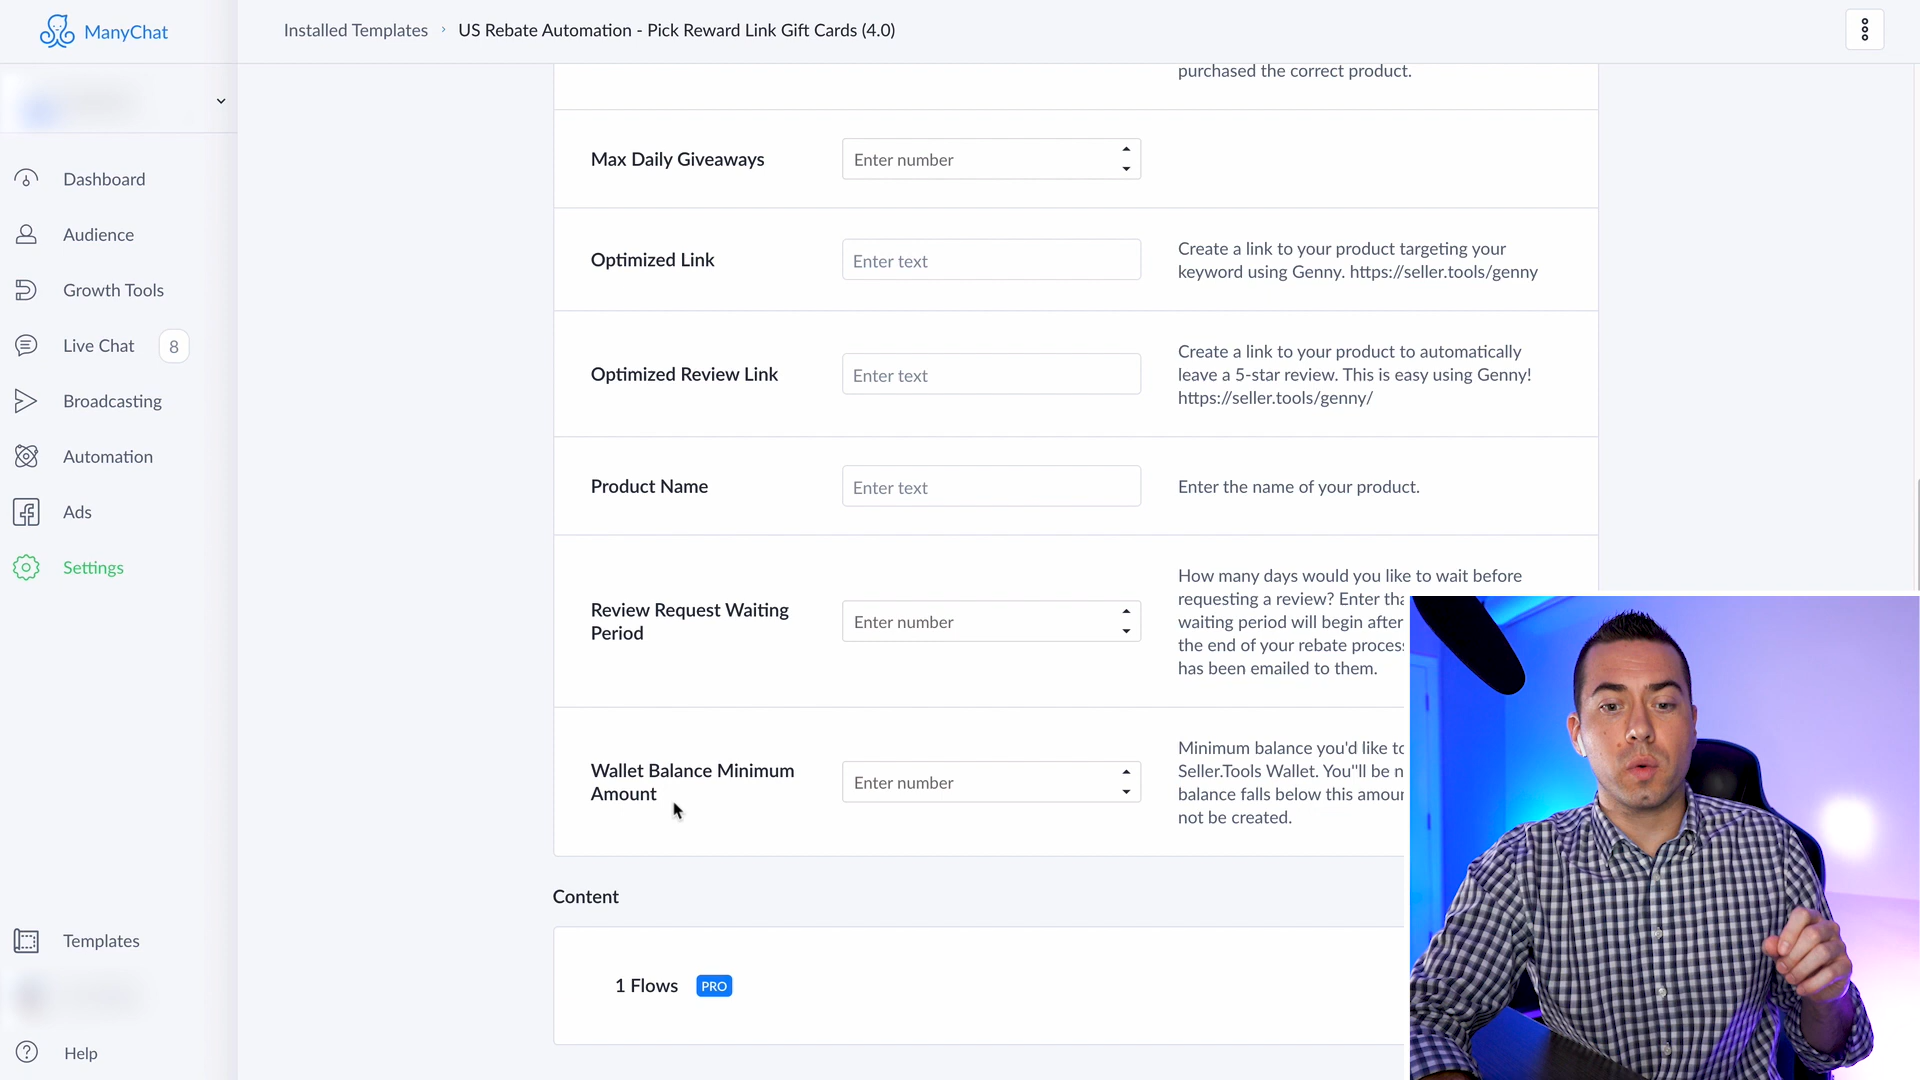 ManyChat
Installed Templates › US Rebate Automation - Pick Reward Link Gift Cards (4.0)
Dashboard
Audience
Growth Tools
Live Chat 8
Broadcasting
Automation
Ads
Settings
Templates
Help
purchased the correct product.
Max Daily Giveaways
Enter number
Optimized Link
Enter text
Create a link to your product targeting your
keyword using Genny. https://seller.tools/genny
Optimized Review Link
Enter text
Create a link to your product to automatically
leave a 5-star review. This is easy using Genny!
https://seller.tools/genny/
Product Name
Enter text
Enter the name of your product.
Review Request Waiting
Period
Enter number
How many days would you like to wait before
requesting a review? Enter
waiting period will begin after
the end of your rebate
has been emailed to them.
Wallet Balance Minimum
Amount
Enter number
Minimum balance you'd like
Seller.Tools Wallet. You"ll be
balance falls below this
not be created.
Content
1 Flows PRO